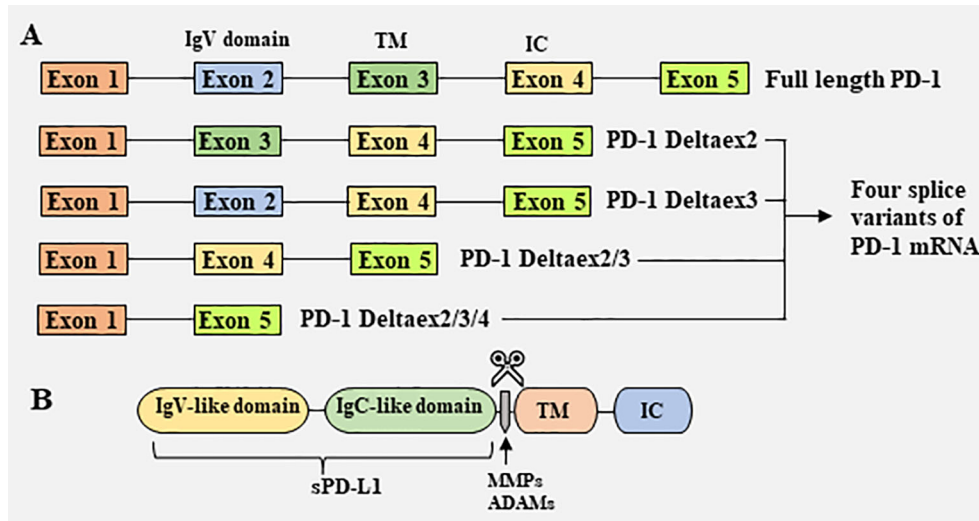 A
IgV domain TM IC
Exon 1 Exon 2 Exon 3 Exon 4 Exon 5 Full length PD-1
Exon 1 Exon 3 Exon 4 Exon 5 PD-1 Deltaex2
Exon 1 Exon 2 Exon 4 Exon 5 PD-1 Deltaex3
Exon 1 Exon 4 Exon 5 PD-1 Deltaex2/3
Exon 1 Exon 5 PD-1 Deltaex2/3/4
Four splice
variants of
PD-1 mRNA
B
IgV-like domain IgC-like domain TM IC
sPD-L1
MMPs
ADAMs